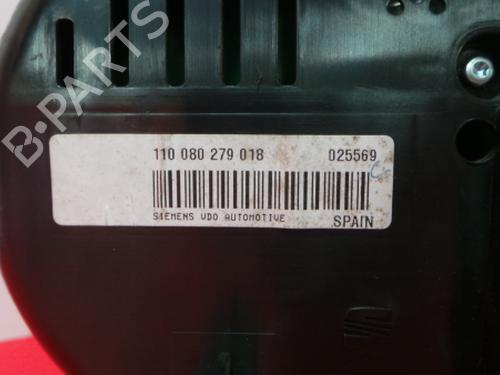 B-PARTS
110 080 279 018 025569
SIEMENS VDO AUTOMOTIVE SPAIN